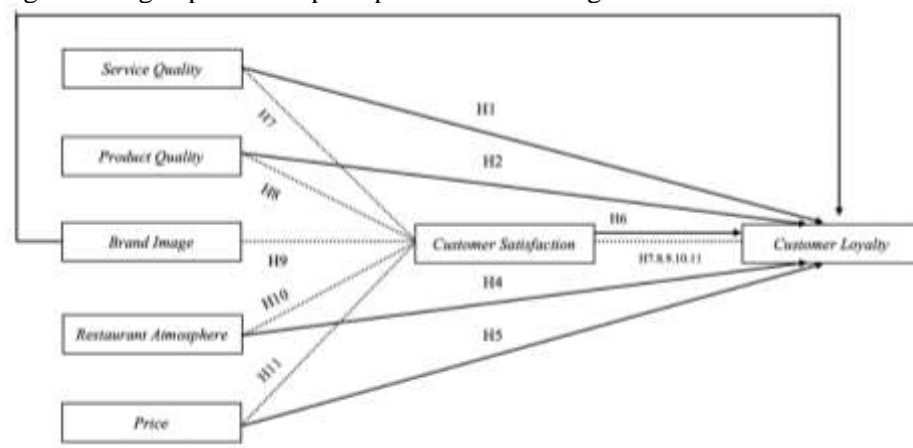 Service Quality
H1
H7
Product Quality
H2
H8
H6
Brand Image
Customer Satisfaction
Customer Loyalty
H9
H7.8.9.10.11
H10
H4
Restaurant Atmosphere
H5
H11
Price